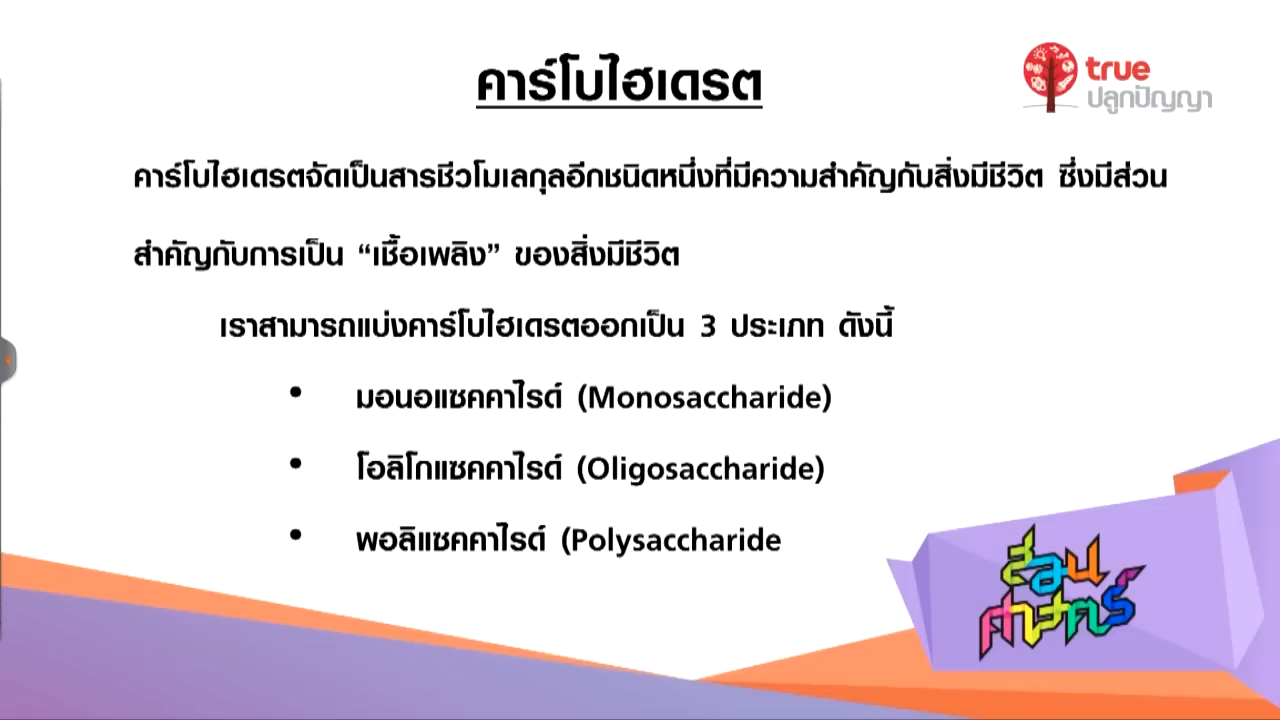 คาร์โบไฮเดรต
true
ปลูกปัญญา
คาร์โบไฮเดรตจัดเป็นสารชีวโมเลกุลอีกชนิดหนึ่งที่มีความสำคัญกับสิ่งมีชีวิต ซึ่งมีส่วน
สำคัญกับการเป็น “เชื้อเพลิง” ของสิ่งมีชีวิต
เราสามารถแบ่งคาร์โบไฮเดรตออกเป็น 3 ประเภท ดังนี้
• มอนอแซคคาไรด์ (Monosaccharide)
• โอลิโกแซคคาไรด์ (Oligosaccharide)
• พอลิแซคคาไรด์ (Polysaccharide
สอน
ศาสตร์